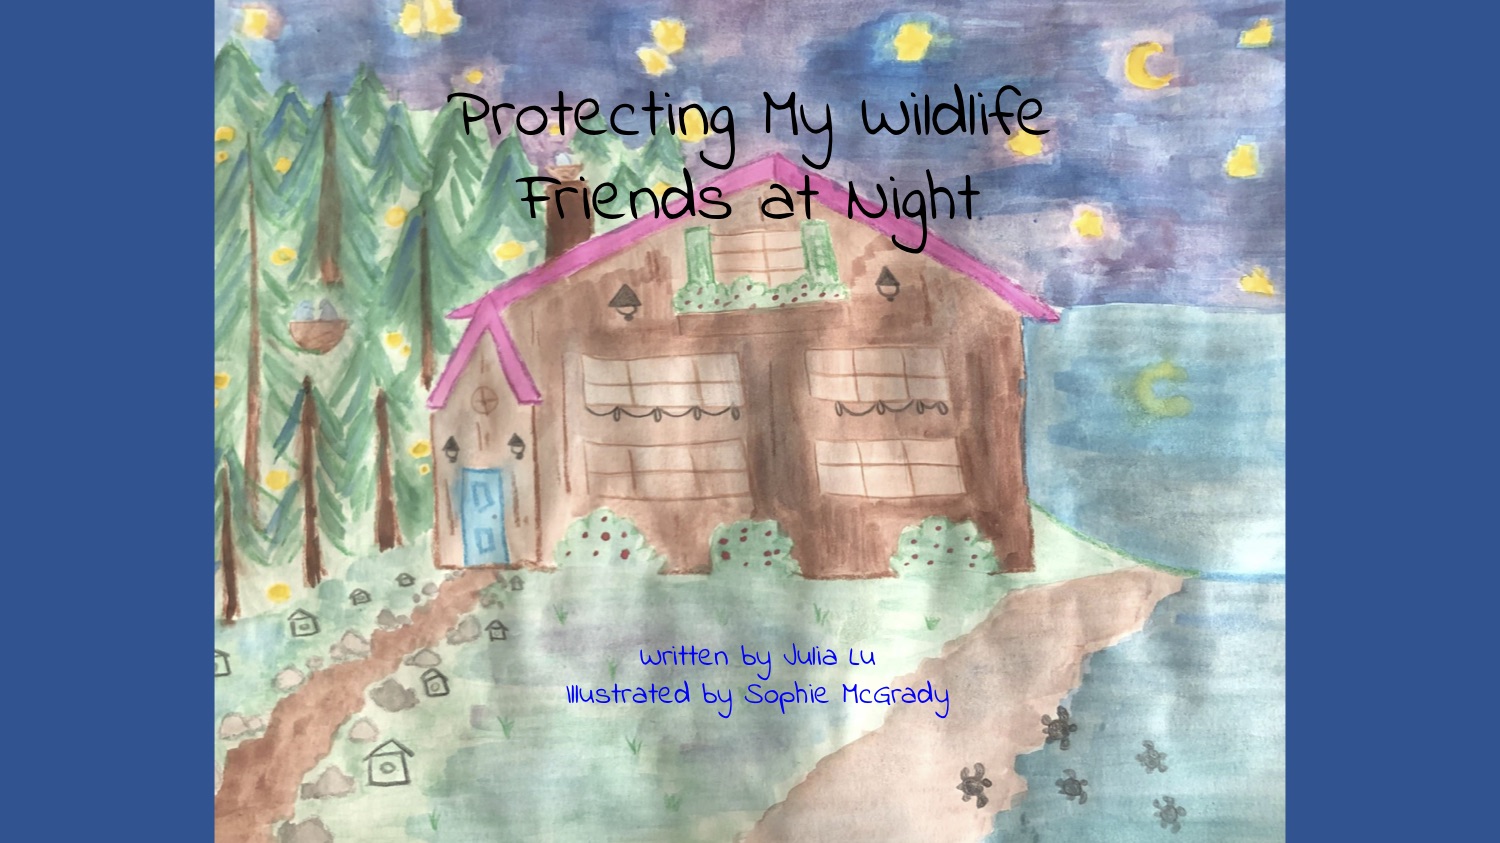 Protecting My Wildlife
Friends at Night
Written by Julia Lu
Illustrated by Sophie McGrady